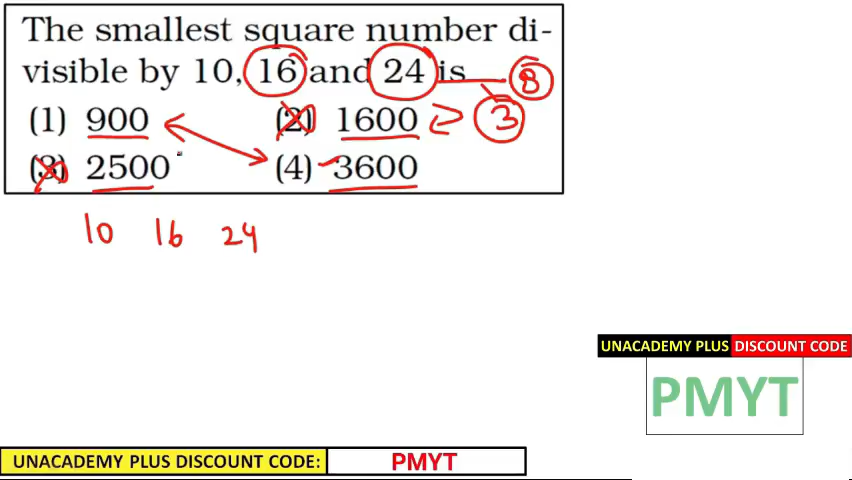 The smallest square number di-
visible by 10, 16 and 24 is 8
3
(1) 900 (2) 1600
(3) 2500 (4) 3600
10 16 24
UNACADEMY PLUS DISCOUNT CODE
PMYT
UNACADEMY PLUS DISCOUNT CODE: PMYT